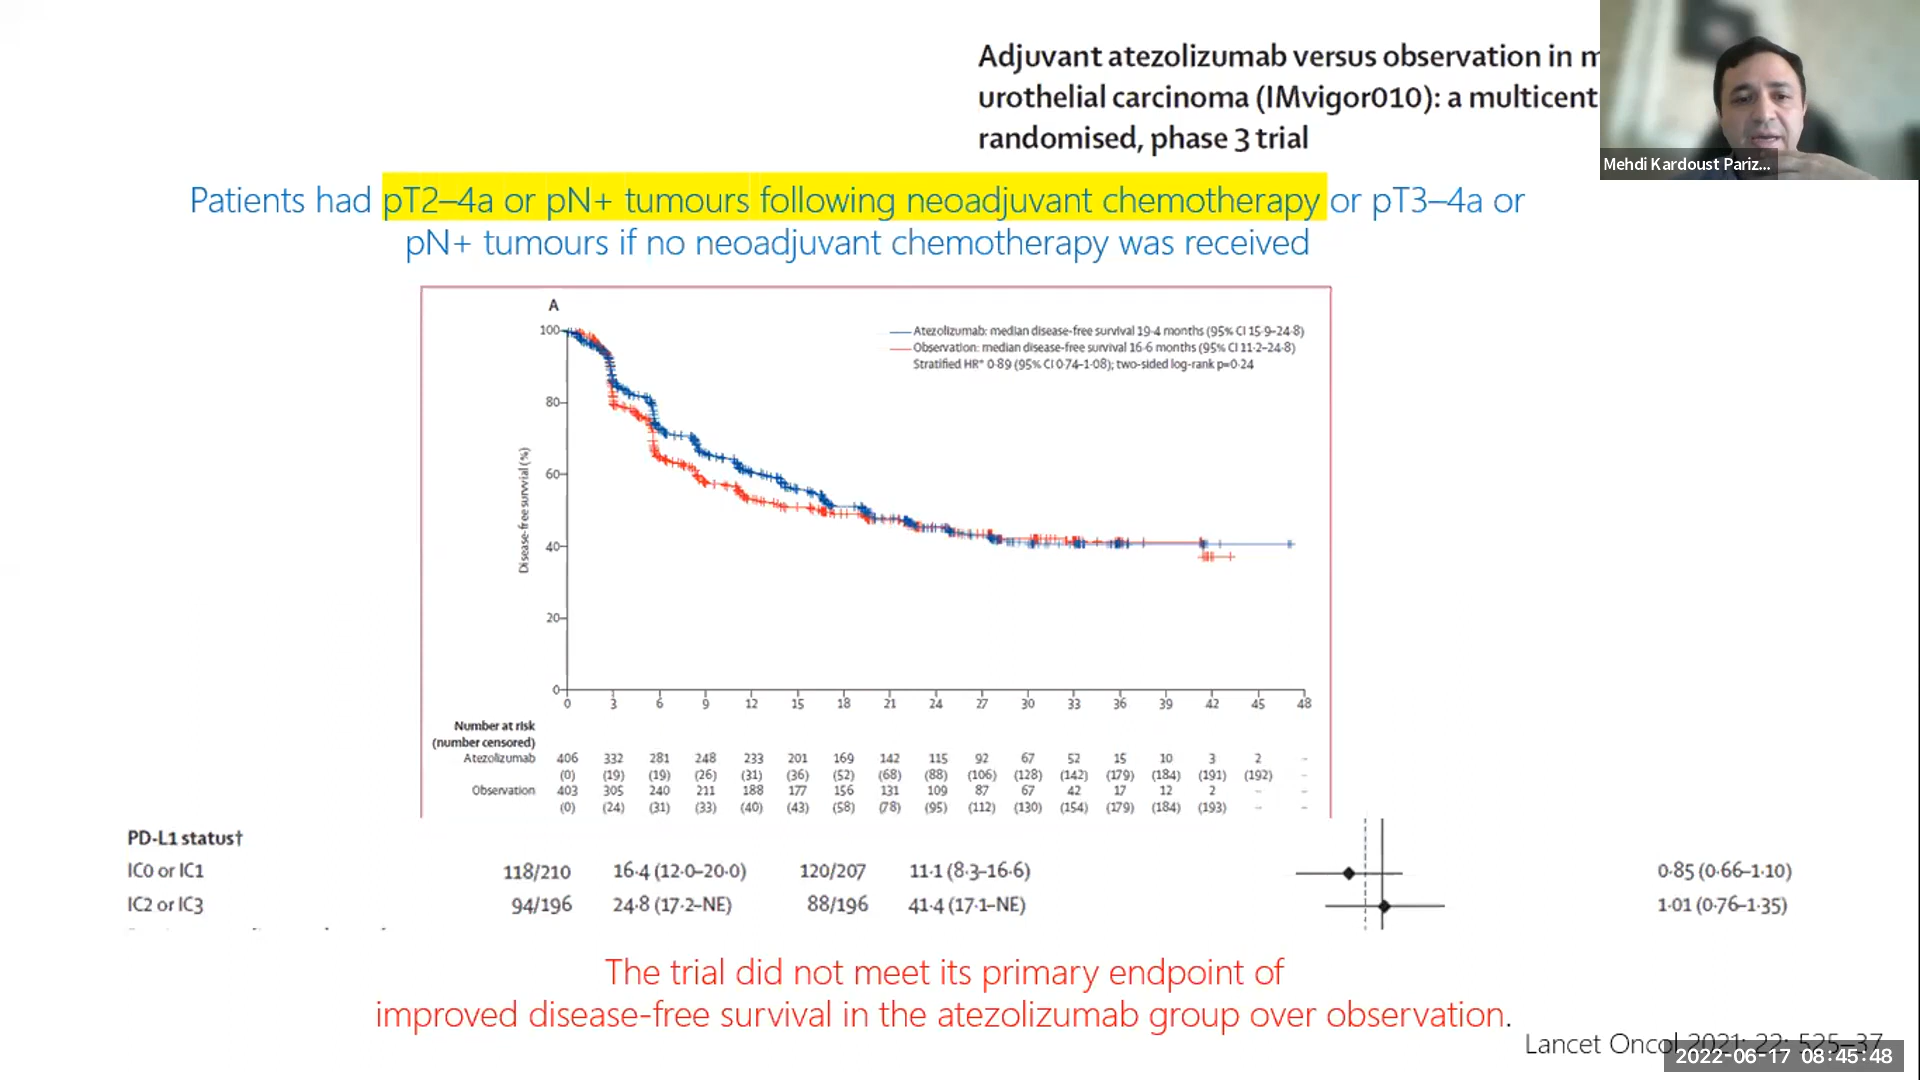 Adjuvant atezolizumab versus observation in m
urothelial carcinoma (IMvigor010): a multicent
randomised, phase 3 trial
Mehdi Kardoust Pariz...
Patients had pT2–4a or pN+ tumours following neoadjuvant chemotherapy or pT3–4a or
pN+ tumours if no neoadjuvant chemotherapy was received
A
Atezolizumab: median disease-free survival 19·4 months (95% CI 15·9–24·8)
Observation: median disease-free survival 16·6 months (95% CI 11·2–24·8)
Stratified HR* 0·89 (95% CI 0·74–1·08); two-sided log-rank p=0·24
Disease-free survival (%)
100
80
60
40
20
0
0 3 6 9 12 15 18 21 24 27 30 33 36 39 42 45 48
Number at risk
(number censored)
Atezolizumab 406 332 281 248 233 201 169 142 115 92 67 52 15 10 3 2 –
(0) (19) (19) (26) (31) (36) (52) (68) (88) (106) (128) (142) (179) (184) (191) (192) –
Observation 403 305 240 211 188 177 156 131 109 87 67 42 17 12 2 – –
(0) (24) (31) (33) (40) (43) (58) (78) (95) (112) (130) (154) (179) (184) (193) – –
PD-L1 status†
IC0 or IC1 118/210 16·4 (12·0–20·0) 120/207 11·1 (8·3–16·6) 0·85 (0·66–1·10)
IC2 or IC3 94/196 24·8 (17·2–NE) 88/196 41·4 (17·1–NE) 1·01 (0·76–1·35)
The trial did not meet its primary endpoint of
improved disease-free survival in the atezolizumab group over observation.
Lancet Oncol 2021; 22: 525–37
2022-06-17 08:45:48